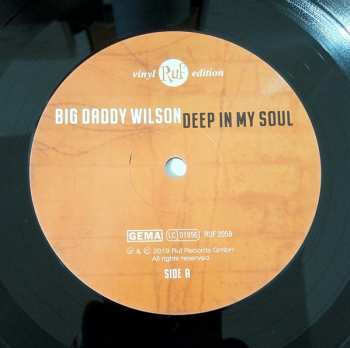 vinyl Ruf edition
BIG DADDY WILSON DEEP IN MY SOUL
GEMA LC 01956 RUF 2058
℗ & © 2019 Ruf Records GmbH
All rights reserved
SIDE A